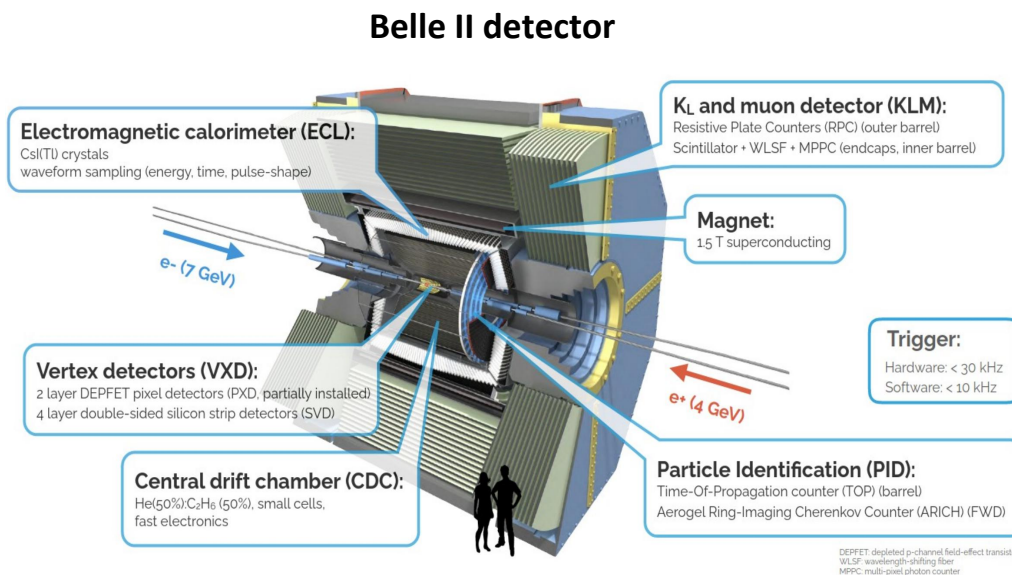 Belle II detector
Electromagnetic calorimeter (ECL):
CsI(Tl) crystals
waveform sampling (energy, time, pulse-shape)
K_L and muon detector (KLM):
Resistive Plate Counters (RPC) (outer barrel)
Scintillator + WLSF + MPPC (endcaps, inner barrel)
Magnet:
1.5 T superconducting
e- (7 GeV)
Trigger:
Hardware: < 30 kHz
Software: < 10 kHz
e+ (4 GeV)
Vertex detectors (VXD):
2 layer DEPFET pixel detectors (PXD, partially installed)
4 layer double-sided silicon strip detectors (SVD)
Central drift chamber (CDC):
He(50%):C₂H₆ (50%), small cells,
fast electronics
Particle Identification (PID):
Time-Of-Propagation counter (TOP) (barrel)
Aerogel Ring-Imaging Cherenkov Counter (ARICH) (FWD)
DEPFET: depleted p-channel field-effect transist
WLSF: wavelength-shifting fiber
MPPC: multi-pixel photon counter